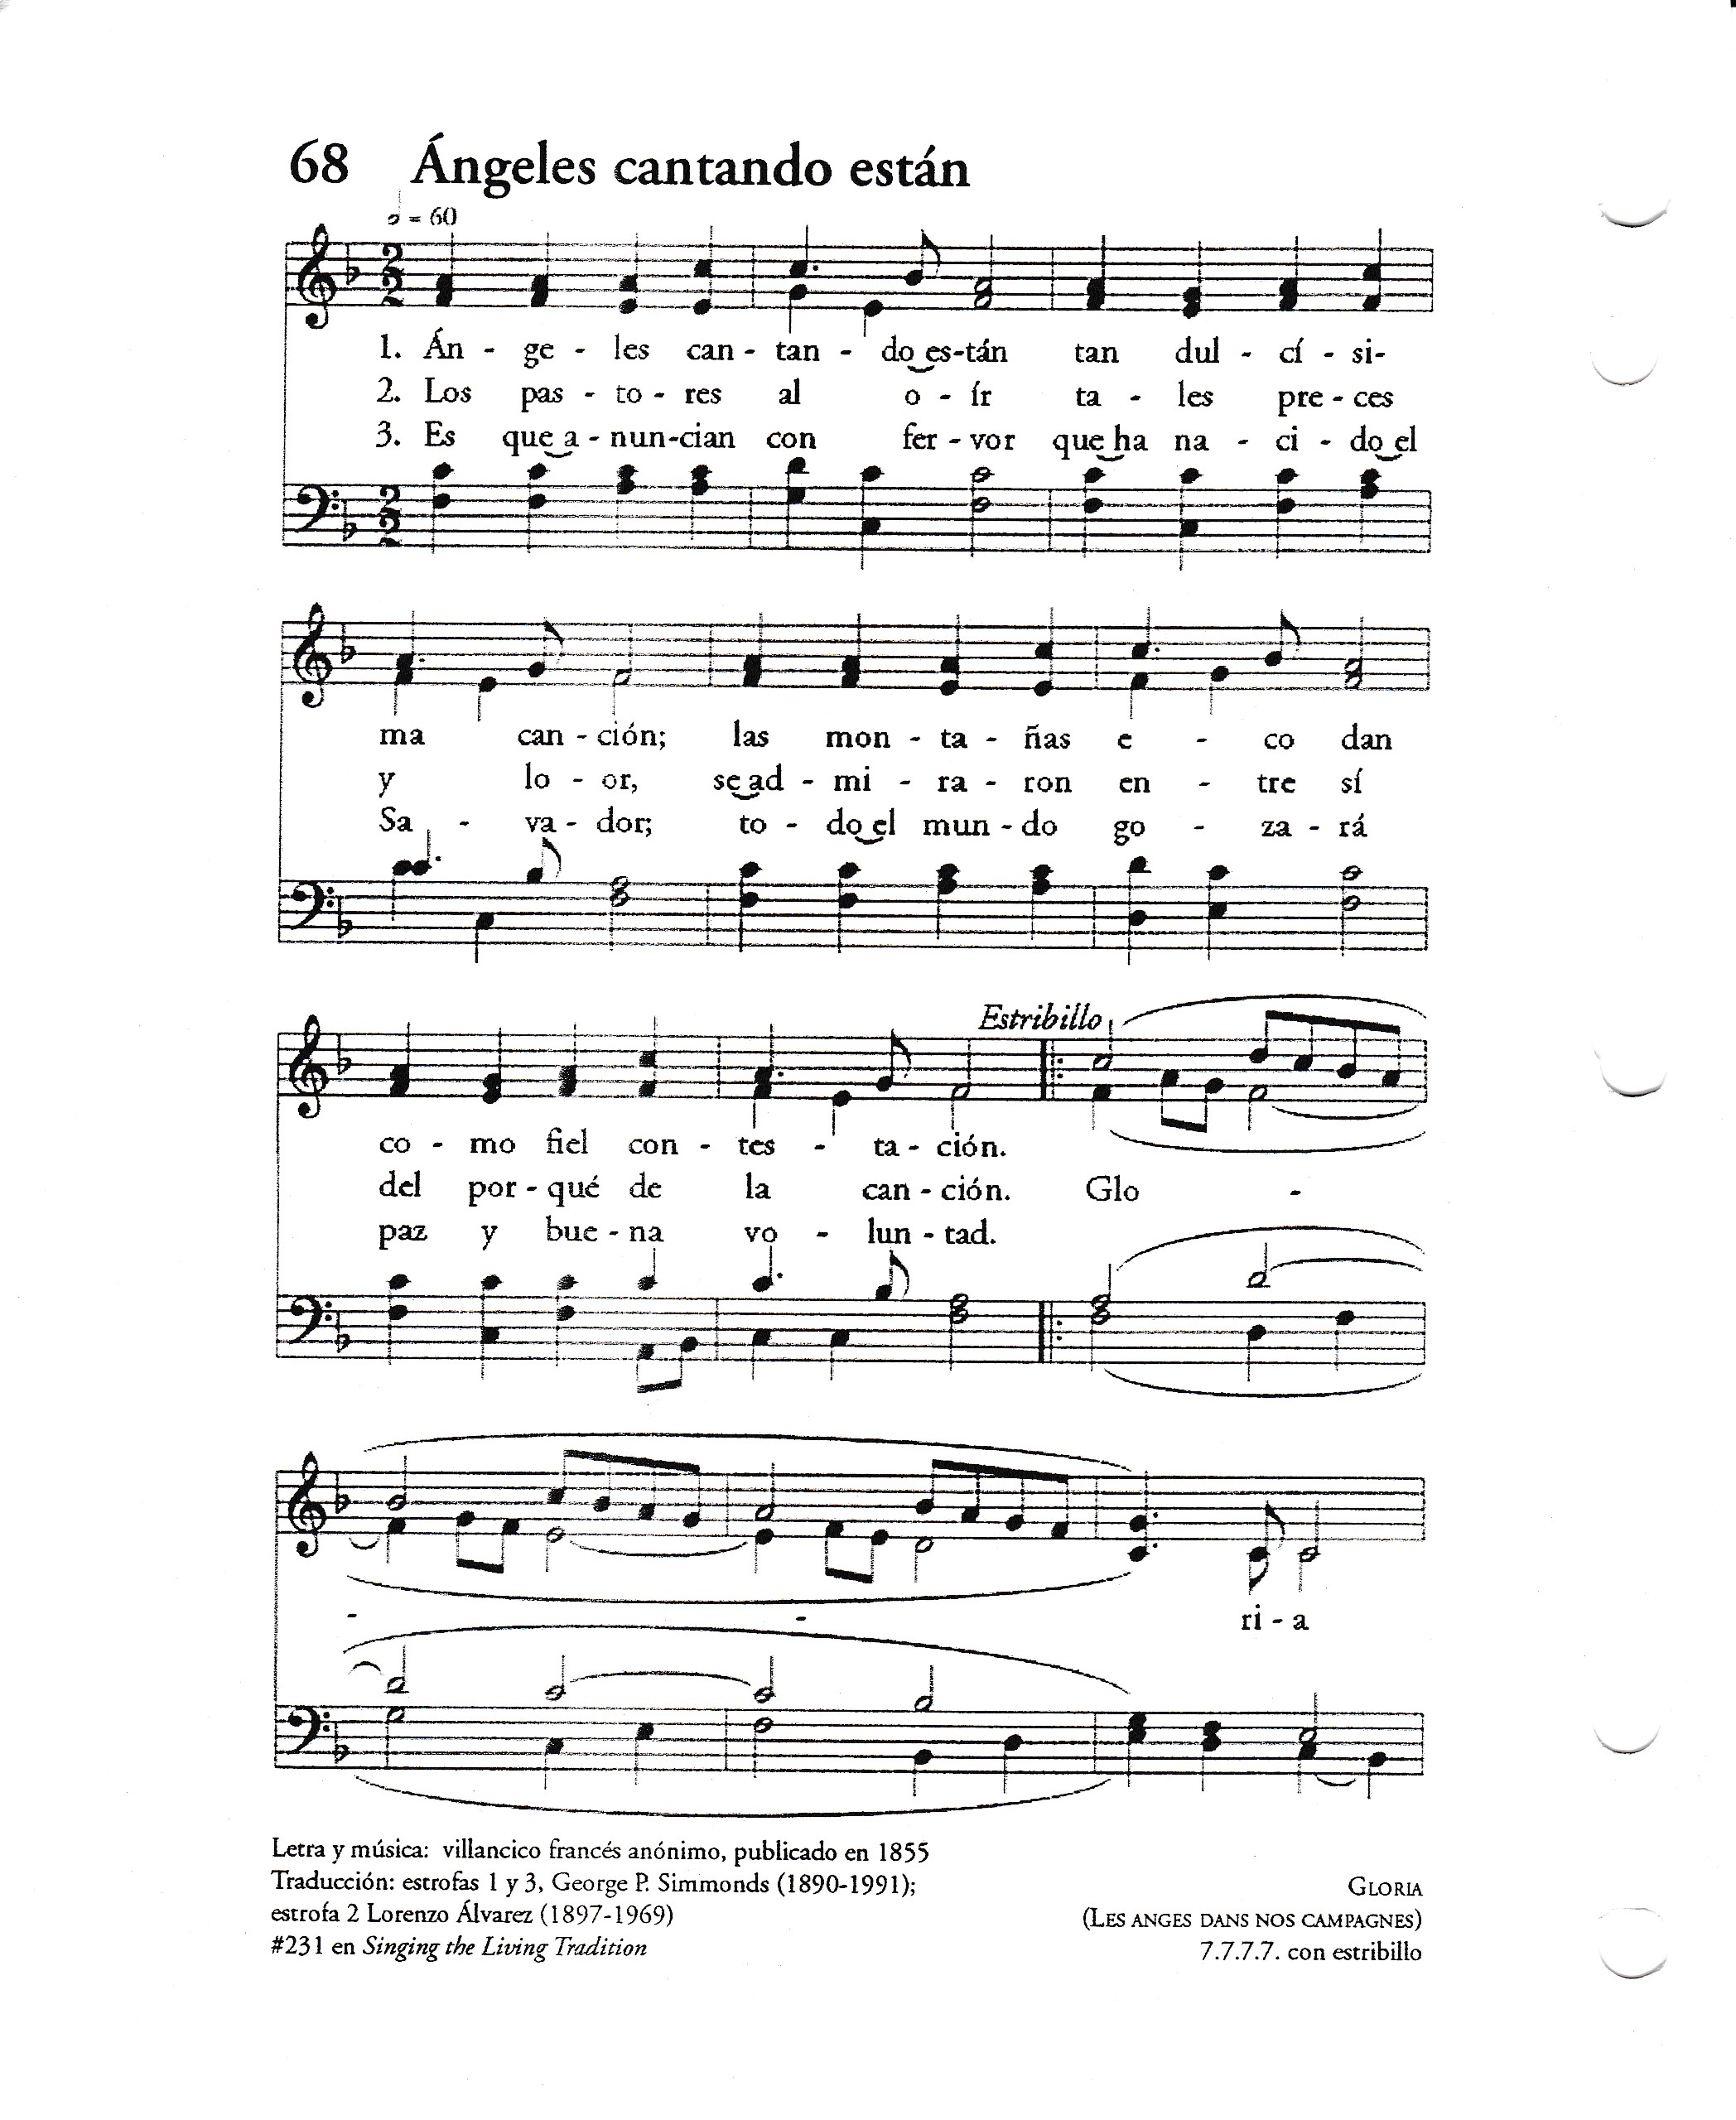 68 Ángeles cantando están
= 60
1. Án - ge - les can - tan - do es-tán tan dul - cí - si-
2. Los pas - to - res al o - ír ta - les pre - ces
3. Es que a - nun-cian con fer - vor que ha na - ci - do el
ma can - ción; las mon - ta - ñas e - co dan
y lo - or, se ad - mi - ra - ron en - tre sí
Sa - va - dor; to - do el mun - do go - za - rá
Estribillo
co - mo fiel con - tes - ta - ción.
del por - qué de la can - ción. Glo -
paz y bue - na vo - lun - tad.
- - ri - a
Letra y música: villancico francés anónimo, publicado en 1855
Traducción: estrofas 1 y 3, George P. Simmonds (1890-1991);
estrofa 2 Lorenzo Álvarez (1897-1969)
#231 en Singing the Living Tradition
GLORIA
(LES ANGES DANS NOS CAMPAGNES)
7.7.7.7. con estribillo